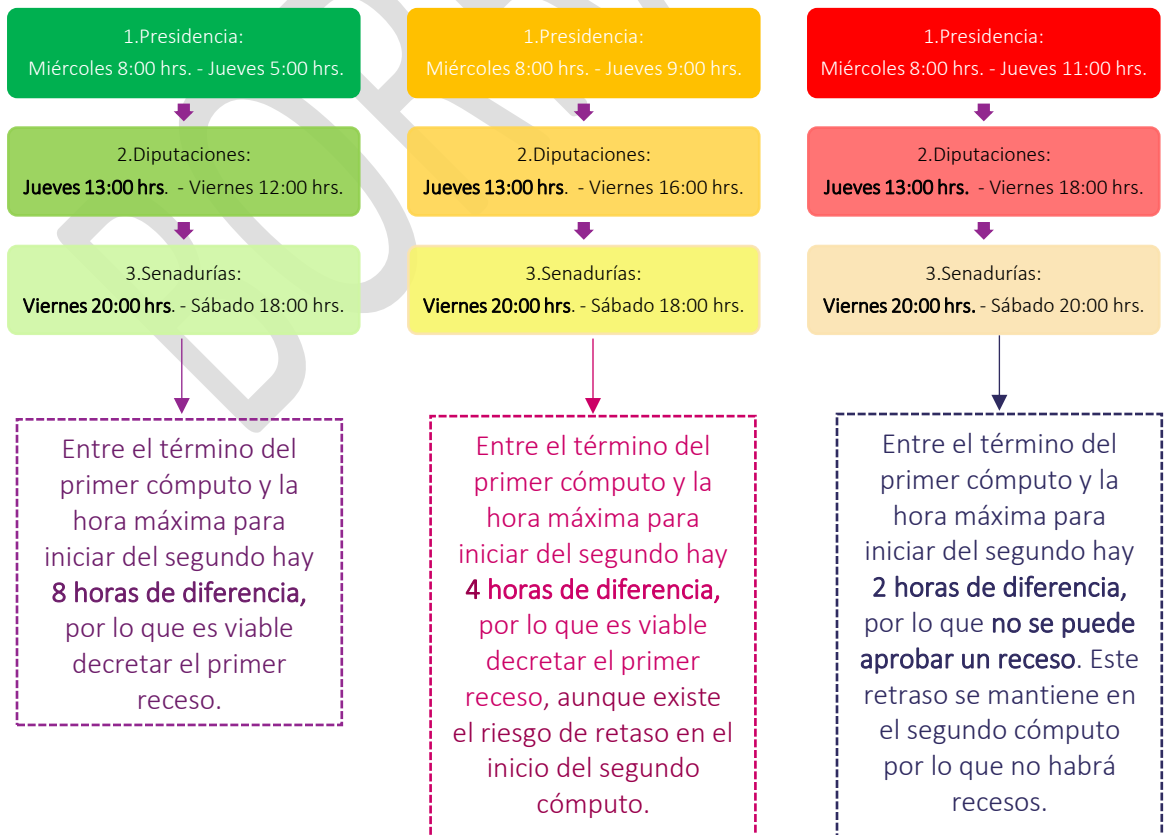 1.Presidencia:
Miércoles 8:00 hrs. - Jueves 5:00 hrs.
2.Diputaciones:
Jueves 13:00 hrs.  - Viernes 12:00 hrs.
3.Senadurías:
Viernes 20:00 hrs. - Sábado 18:00 hrs.
Entre el término del
primer cómputo y la
hora máxima para
iniciar del segundo hay
8 horas de diferencia,
por lo que es viable
decretar el primer
receso.
1.Presidencia:
Miércoles 8:00 hrs. - Jueves 9:00 hrs.
2.Diputaciones:
Jueves 13:00 hrs.  - Viernes 16:00 hrs.
3.Senadurías:
Viernes 20:00 hrs. - Sábado 18:00 hrs.
Entre el término del
primer cómputo y la
hora máxima para
iniciar del segundo hay
4 horas de diferencia,
por lo que es viable
decretar el primer
receso, aunque existe
el riesgo de retaso en el
inicio del segundo
cómputo.
1.Presidencia:
Miércoles 8:00 hrs. - Jueves 11:00 hrs.
2.Diputaciones:
Jueves 13:00 hrs.  - Viernes 18:00 hrs.
3.Senadurías:
Viernes 20:00 hrs. - Sábado 20:00 hrs.
Entre el término del
primer cómputo y la
hora máxima para
iniciar del segundo hay
2 horas de diferencia,
por lo que no se puede
aprobar un receso. Este
retraso se mantiene en
el segundo cómputo
por lo que no habrá
recesos.